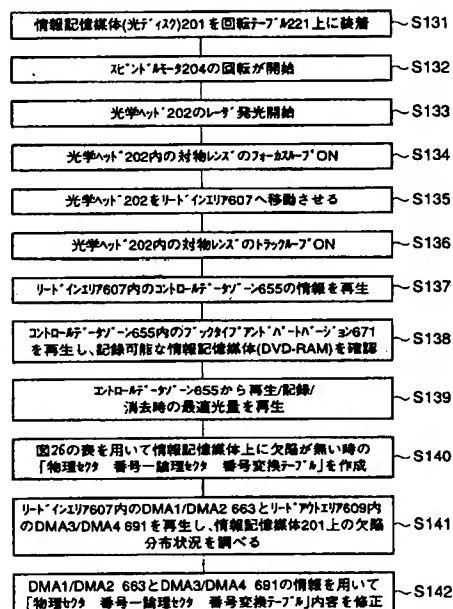 情報記憶媒体(光ディスク)201を回転テーブル221上に装着
S131
スピンドルモータ204の回転が開始
S132
光学ヘッド202のレーザ発光開始
S133
光学ヘッド202内の対物レンズのフォーカスループON
S134
光学ヘッド202をリードインエリア607へ移動させる
S135
光学ヘッド202内の対物レンズのトラックループON
S136
リードインエリア607内のコントロールデータゾーン655の情報を再生
S137
コントロールデータゾーン655内のブックタイプアンドパートバージョン671
を再生し、記録可能な情報記憶媒体(DVD-RAM)を確認
S138
コントロールデータゾーン655から再生/記録/
消去時の最適光量を再生
S139
図26の表を用いて情報記憶媒体上に欠陥が無い時の
「物理セクタ 番号ー論理セクタ 番号変換テーブル」を作成
S140
リードインエリア607内のDMA1/DMA2 663とリードアウトエリア609内
のDMA3/DMA4 691を再生し、情報記憶媒体201上の欠陥
分布状況を調べる
S141
DMA1/DMA2 663とDMA3/DMA4 691の情報を用いて
「物理セクタ 番号ー論理セクタ 番号変換テーブル」内容を修正
S142